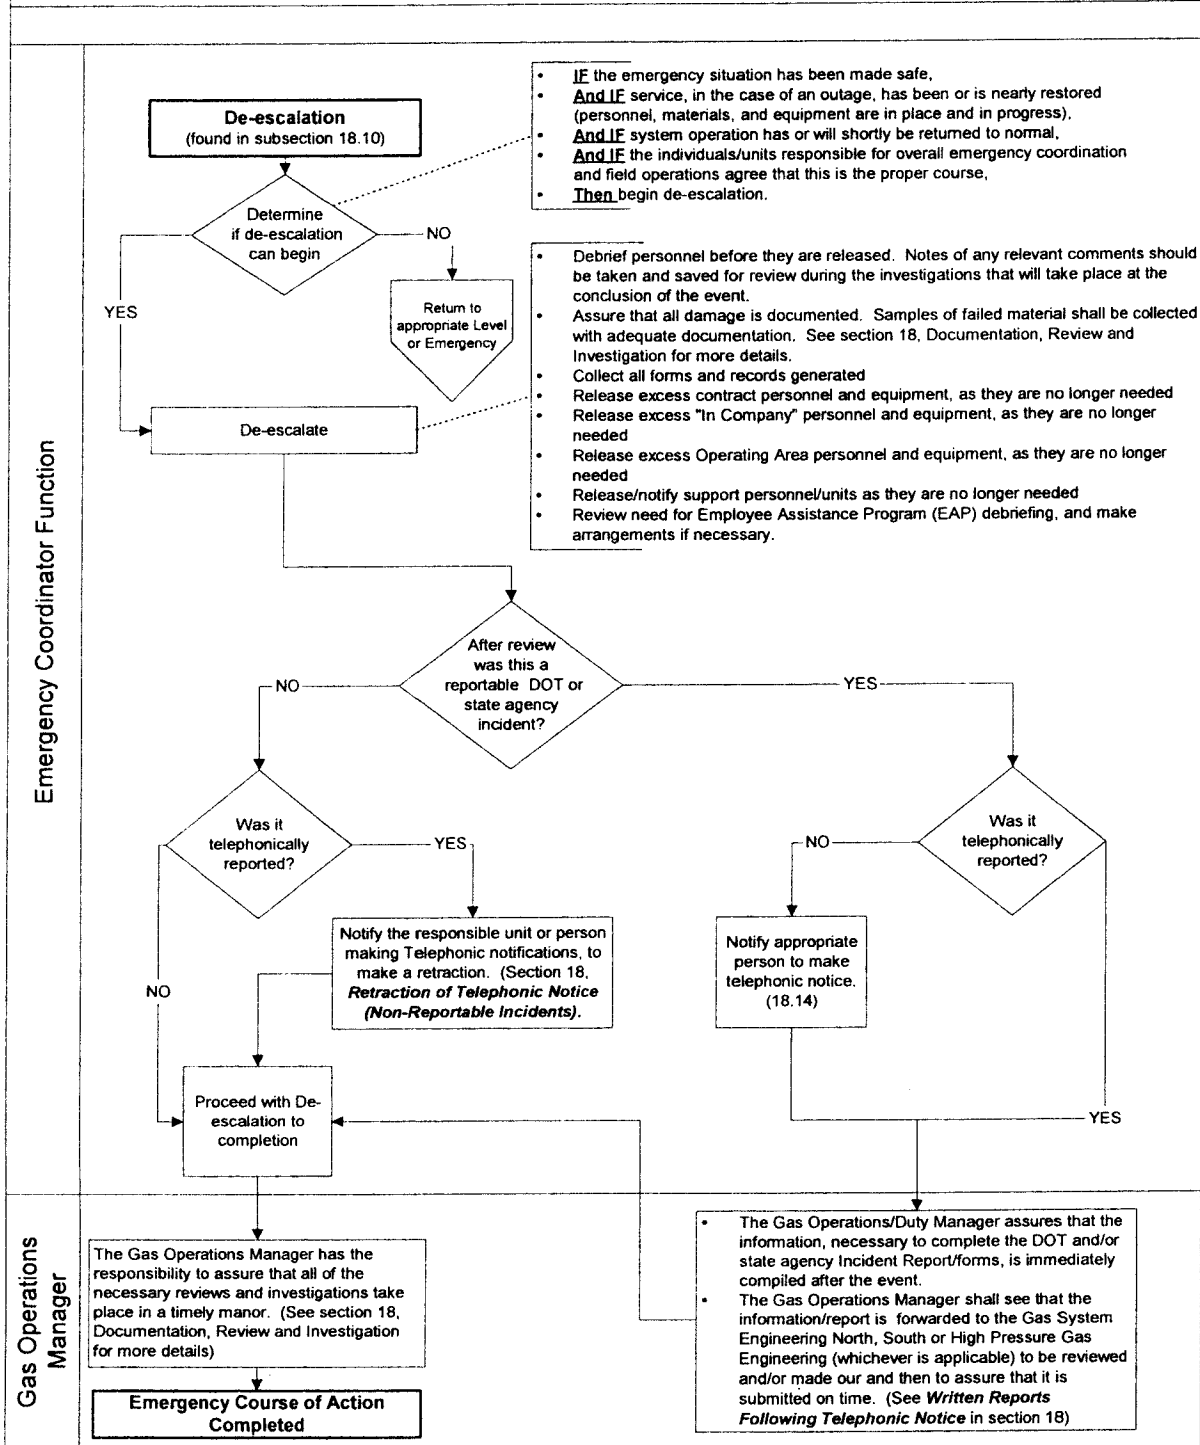 De-escalation
(found in subsection 18.10)
• IF the emergency situation has been made safe,
• And IF service, in the case of an outage, has been or is nearly restored
(personnel, materials, and equipment are in place and in progress),
• And IF system operation has or will shortly be returned to normal,
• And IF the individuals/units responsible for overall emergency coordination
and field operations agree that this is the proper course,
• Then begin de-escalation.
Determine
if de-escalation
can begin
NO
YES
Return to
appropriate Level
or Emergency
• Debrief personnel before they are released. Notes of any relevant comments should
be taken and saved for review during the investigations that will take place at the
conclusion of the event.
• Assure that all damage is documented. Samples of failed material shall be collected
with adequate documentation. See section 18, Documentation, Review and
Investigation for more details.
• Collect all forms and records generated
• Release excess contract personnel and equipment, as they are no longer needed
• Release excess "In Company" personnel and equipment, as they are no longer
needed
• Release excess Operating Area personnel and equipment, as they are no longer
needed
• Release/notify support personnel/units as they are no longer needed
• Review need for Employee Assistance Program (EAP) debriefing, and make
arrangements if necessary.
De-escalate
Emergency Coordinator Function
After review
was this a
reportable DOT or
state agency
incident?
NO
YES
Was it
telephonically
reported?
YES
NO
Notify the responsible unit or person
making Telephonic notifications, to
make a retraction. (Section 18,
Retraction of Telephonic Notice
(Non-Reportable Incidents).
Was it
telephonically
reported?
NO
YES
Notify appropriate
person to make
telephonic notice.
(18.14)
Proceed with De-
escalation to
completion
Gas Operations
Manager
The Gas Operations Manager has the
responsibility to assure that all of the
necessary reviews and investigations take
place in a timely manor. (See section 18,
Documentation, Review and Investigation
for more details)
Emergency Course of Action
Completed
• The Gas Operations/Duty Manager assures that the
information, necessary to complete the DOT and/or
state agency Incident Report/forms, is immediately
compiled after the event.
• The Gas Operations Manager shall see that the
information/report is forwarded to the Gas System
Engineering North, South or High Pressure Gas
Engineering (whichever is applicable) to be reviewed
and/or made our and then to assure that it is
submitted on time. (See Written Reports
Following Telephonic Notice in section 18)